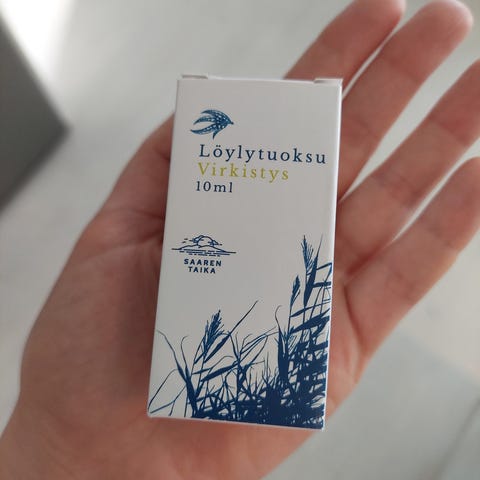 Löylytuoksu
Virkistys
10ml
SAAREN
TAIKA